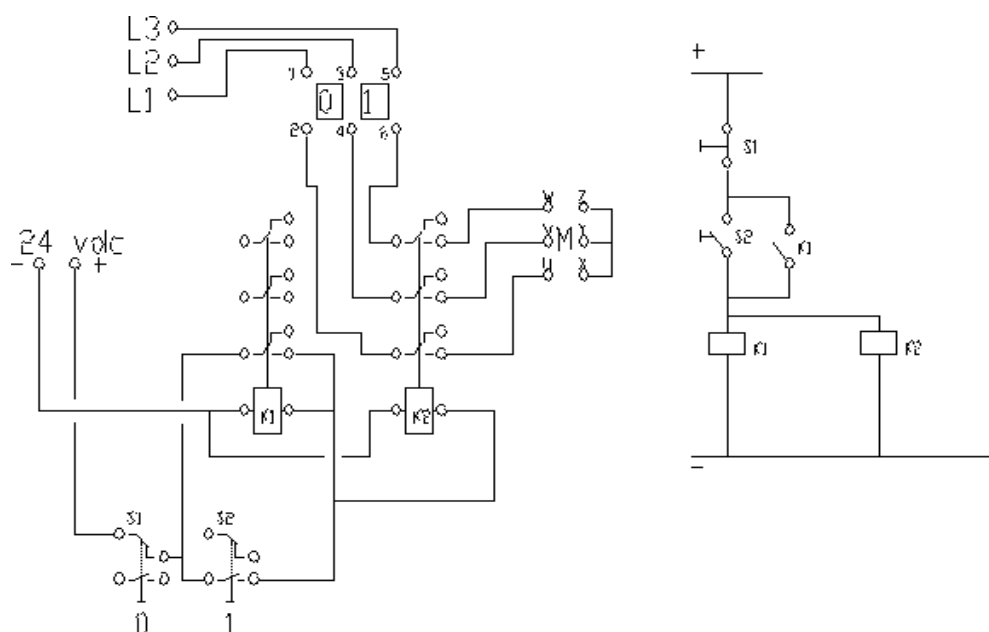 L3
L2
L1
1 3 5
0 1
2 4 6
24 vdc
- +
W Z
V M Y
U X
K1 K2
S1 S2
0 1
+
S1
S2 K1
K1 K2
-